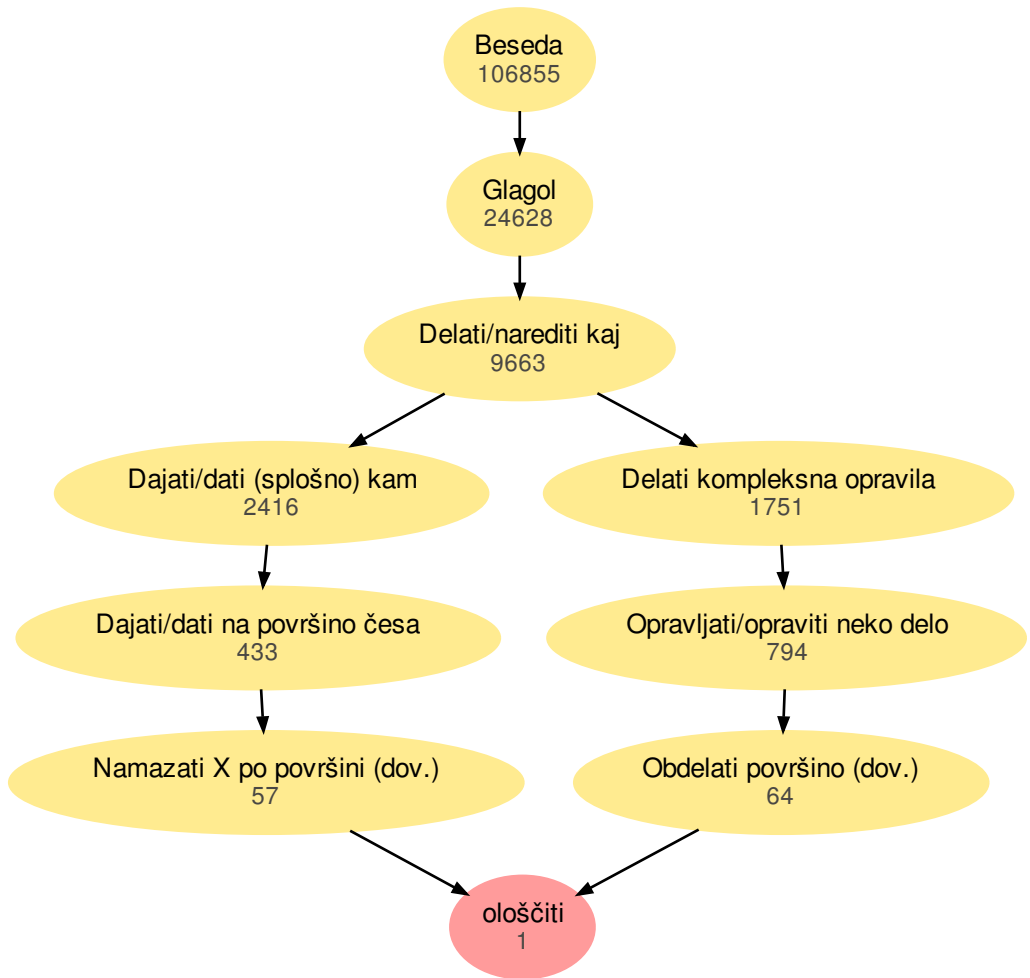 Beseda
106855
Glagol
24628
Delati/narediti kaj
9663
Dajati/dati (splošno) kam
2416
Delati kompleksna opravila
1751
Dajati/dati na površino česa
433
Opravljati/opraviti neko delo
794
Namazati X po površini (dov.)
57
Obdelati površino (dov.)
64
ološčiti
1